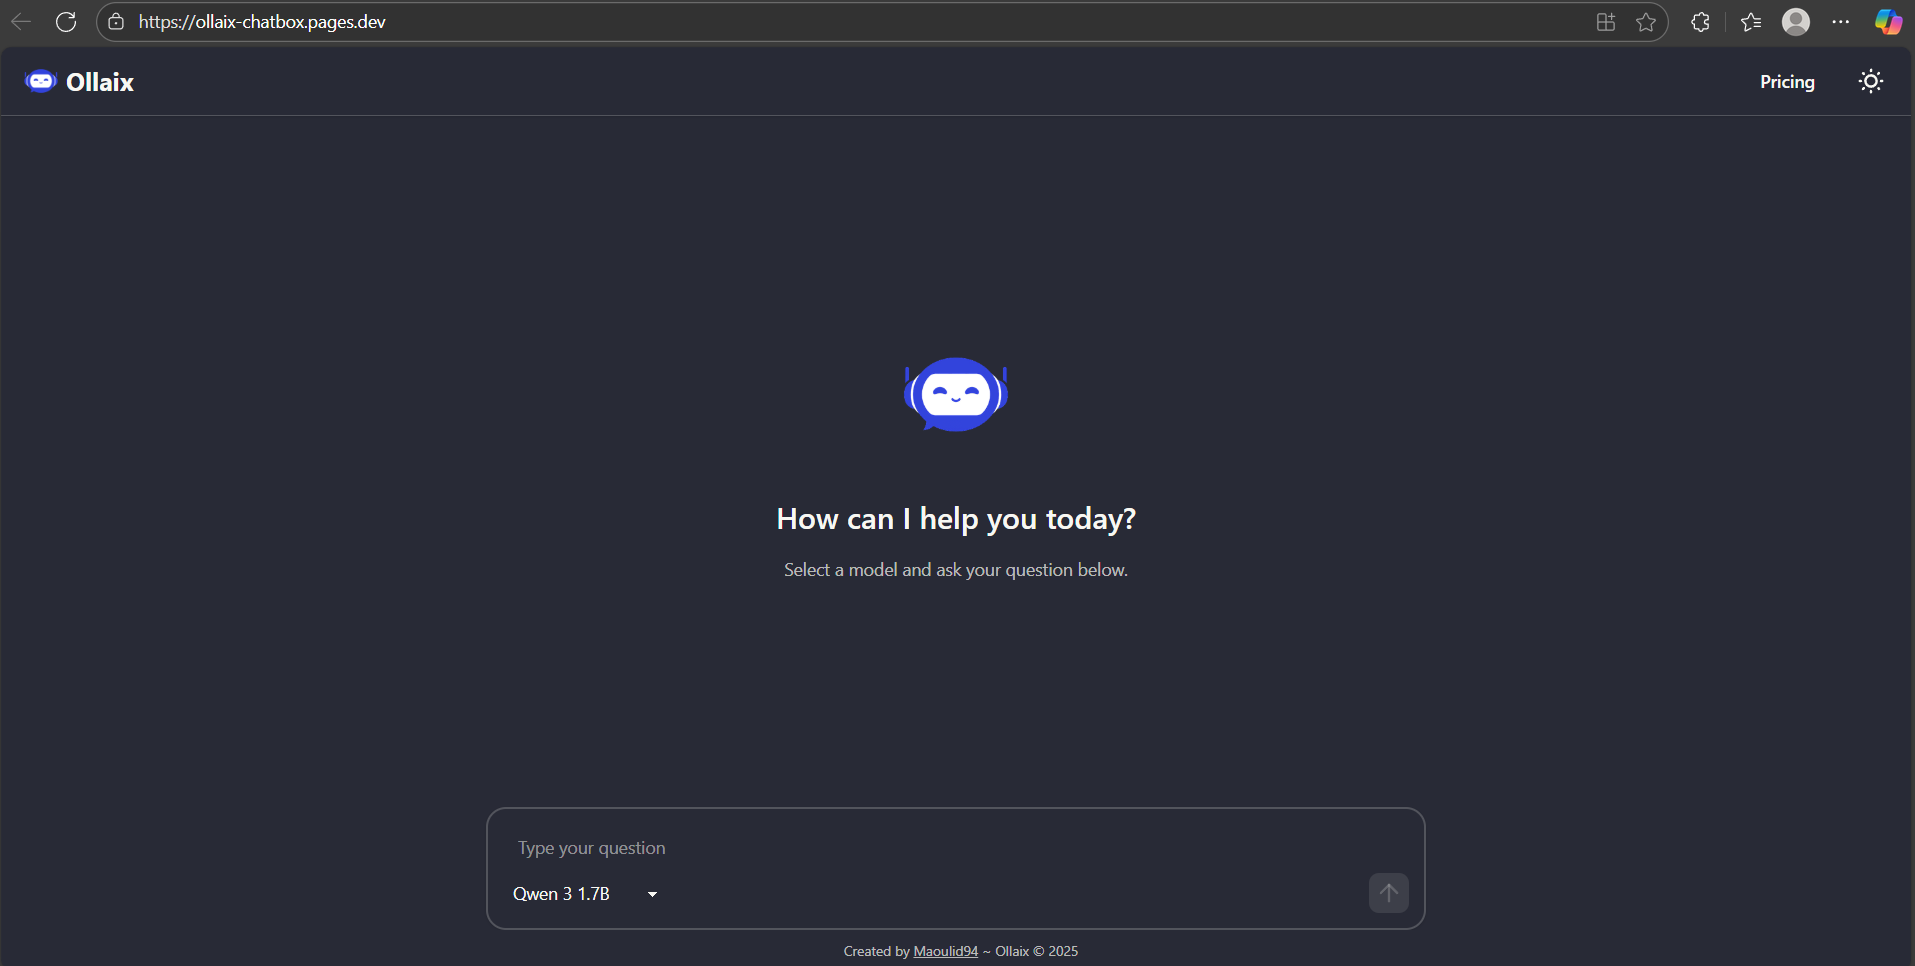 https://ollaix-chatbox.pages.dev
Ollaix
Pricing
How can I help you today?
Select a model and ask your question below.
Type your question
Qwen 3 1.7B
Created by Maoulid94 ~ Ollaix © 2025